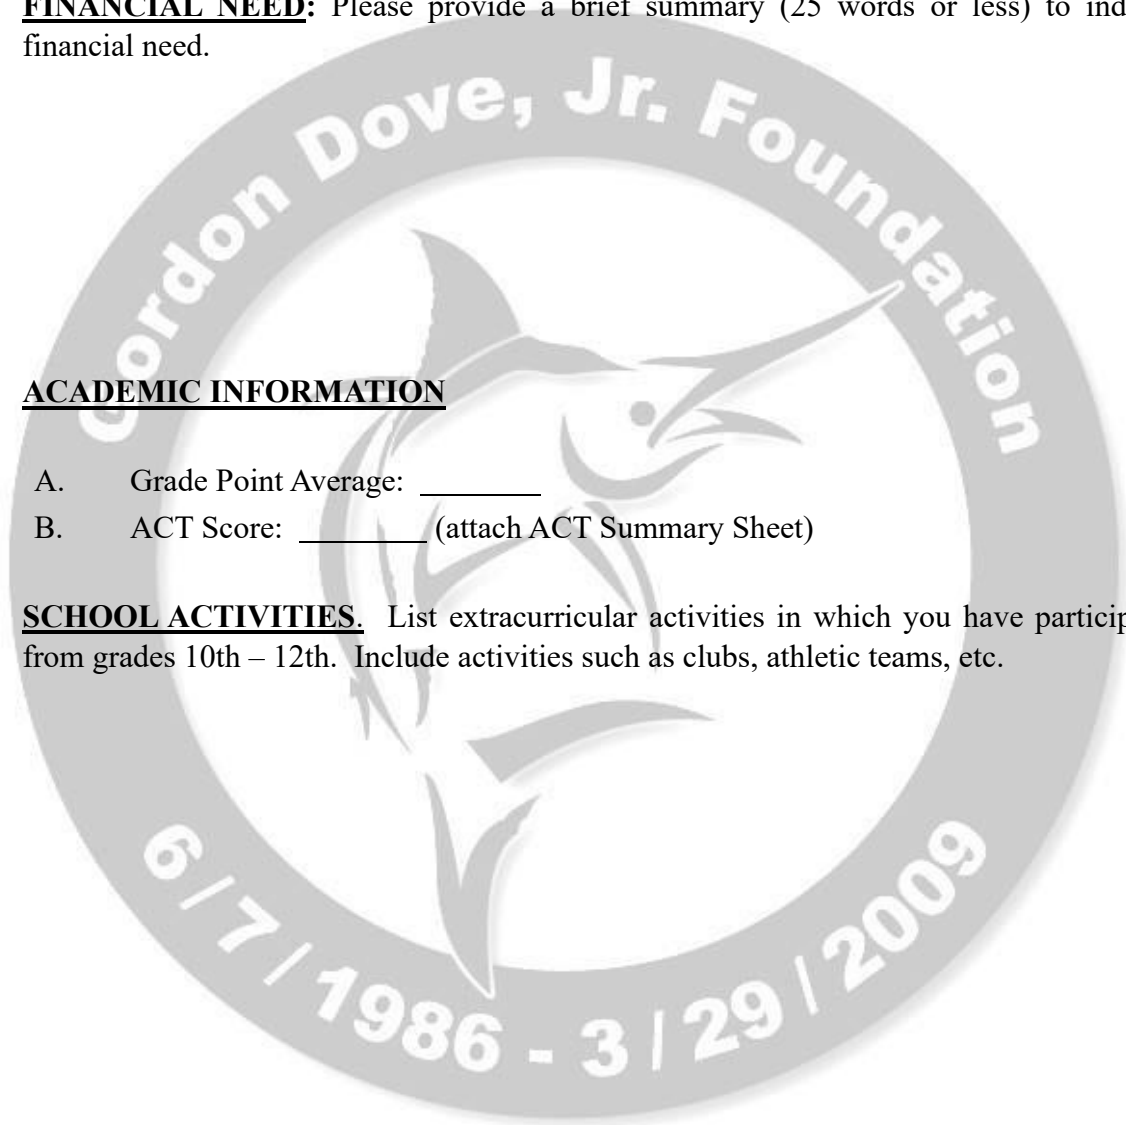 FINANCIAL NEED: Please provide a brief summary (25 words or less) to ind
financial need.
Gordon Dove, Jr. Foundation
ACADEMIC INFORMATION
A. Grade Point Average: _______
B. ACT Score: _______ (attach ACT Summary Sheet)
SCHOOL ACTIVITIES. List extracurricular activities in which you have particip
from grades 10th – 12th. Include activities such as clubs, athletic teams, etc.
6 / 7 / 1986 - 3 / 29 / 2009